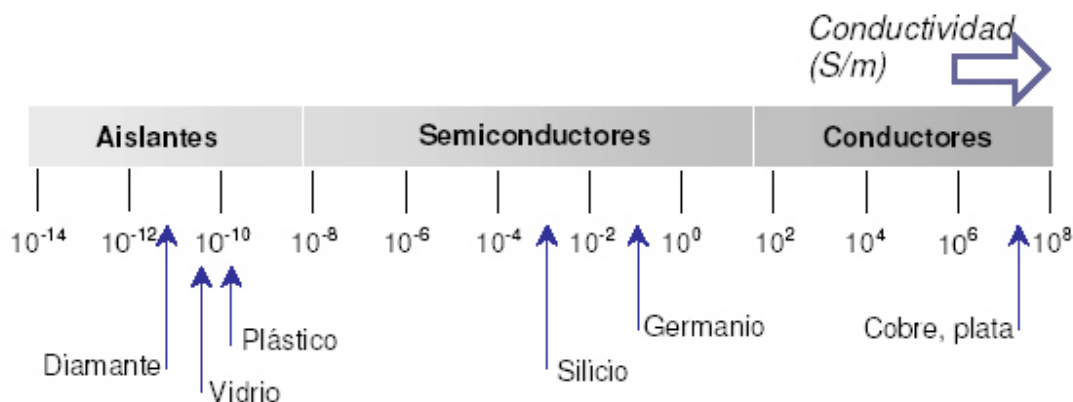 Conductividad
(S/m)
Aislantes Semiconductores Conductores
10⁻¹⁴ 10⁻¹² 10⁻¹⁰ 10⁻⁸ 10⁻⁶ 10⁻⁴ 10⁻² 10⁰ 10² 10⁴ 10⁶ 10⁸
Plástico Germanio Cobre, plata
Diamante Silicio
Vidrio